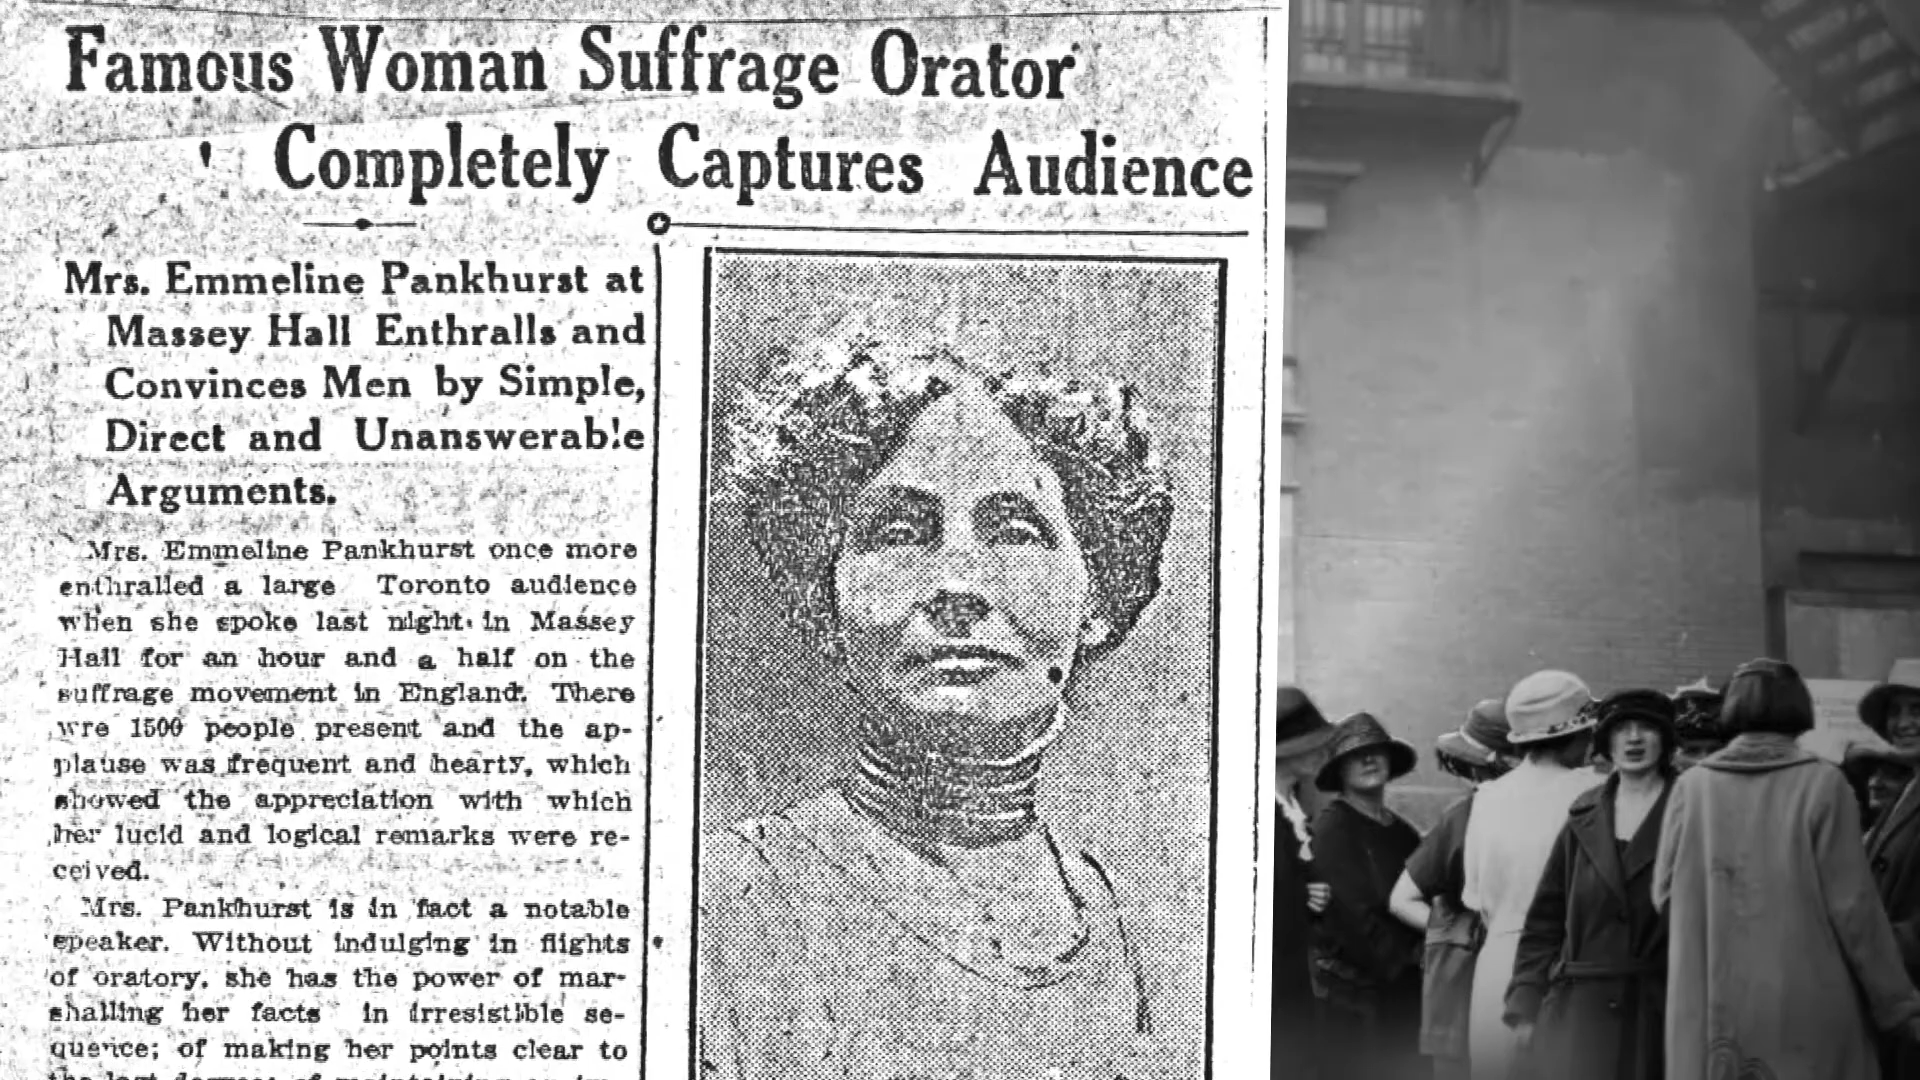 Famous Woman Suffrage Orator
Completely Captures Audience
Mrs. Emmeline Pankhurst at
Massey Hall Enthralls and
Convinces Men by Simple,
Direct and Unanswerable
Arguments.
Mrs. Emmeline Pankhurst once more
enthralled a large Toronto audience
when she spoke last night in Massey
Hall for an hour and a half on the
suffrage movement in England. There
wre 1500 people present and the ap-
plause was frequent and hearty, which
showed the appreciation with which
her lucid and logical remarks were re-
ceived.
Mrs. Pankhurst is in fact a notable
speaker. Without indulging in flights
of oratory, she has the power of mar-
shalling her facts in irresistible se-
quence; of making her points clear to